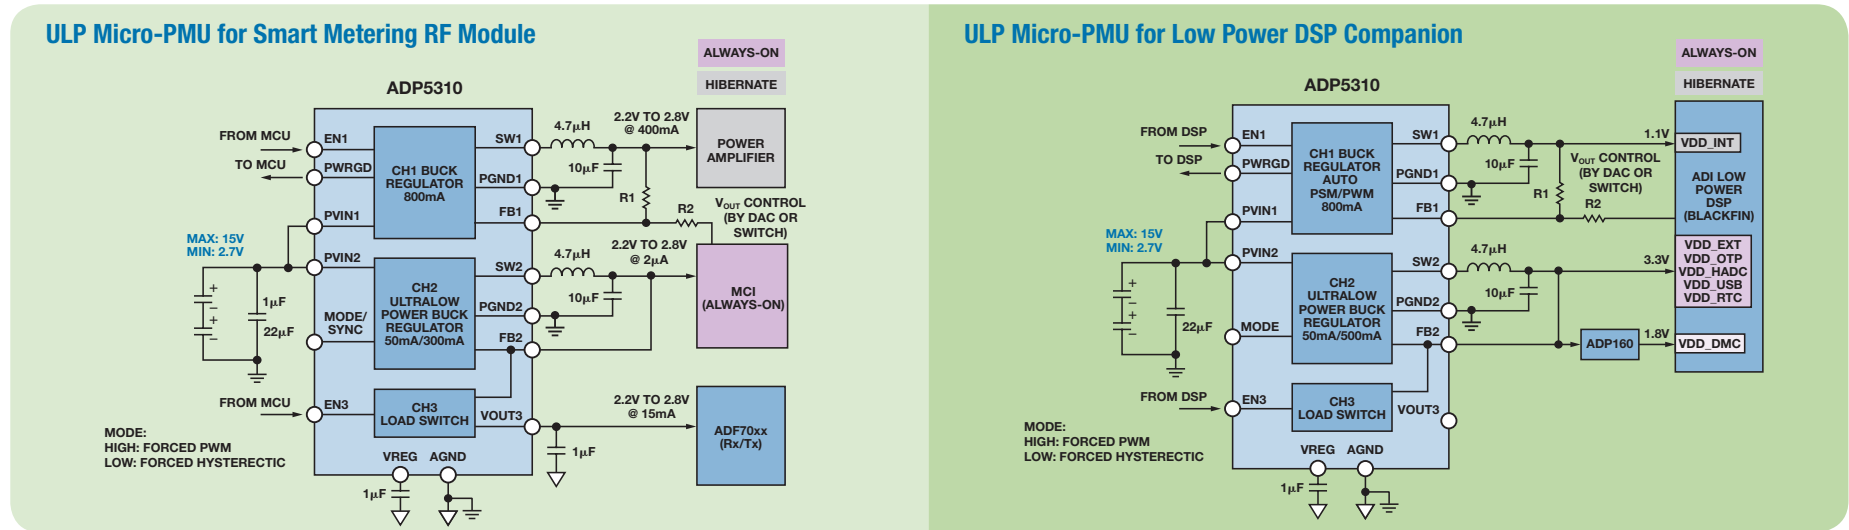 ULP Micro-PMU for Smart Metering RF Module
ALWAYS-ON
HIBERNATE
ADP5310
FROM MCU
TO MCU
EN1
PWRGD
PVIN1
PVIN2
MODE/
SYNC
EN3
CH1 BUCK
REGULATOR
800mA
CH2
ULTRALOW
POWER BUCK
REGULATOR
50mA/300mA
CH3
LOAD SWITCH
SW1
PGND1
FB1
SW2
PGND2
FB2
VOUT3
VREG
AGND
4.7µH
10µF
2.2V TO 2.8V
@ 400mA
R1
R2
POWER
AMPLIFIER
VOUT CONTROL
(BY DAC OR
SWITCH)
4.7µH
10µF
2.2V TO 2.8V
@ 2µA
MCI
(ALWAYS-ON)
MAX: 15V
MIN: 2.7V
+
−
+
−
1µF
22µF
FROM MCU
2.2V TO 2.8V
@ 15mA
ADF70xx
(Rx/Tx)
1µF
1µF
MODE:
HIGH: FORCED PWM
LOW: FORCED HYSTERECTIC
ULP Micro-PMU for Low Power DSP Companion
ALWAYS-ON
HIBERNATE
ADP5310
FROM DSP
TO DSP
EN1
PWRGD
PVIN1
PVIN2
MODE
EN3
CH1 BUCK
REGULATOR
AUTO
PSM/PWM
800mA
CH2
ULTRALOW
POWER BUCK
REGULATOR
50mA/500mA
CH3
LOAD SWITCH
SW1
PGND1
FB1
SW2
PGND2
FB2
VOUT3
VREG
AGND
4.7µH
10µF
1.1V
VOUT CONTROL
(BY DAC OR
SWITCH)
R1
R2
VDD_INT
ADI LOW
POWER
DSP
(BLACKFIN)
4.7µH
10µF
3.3V
VDD_EXT
VDD_OTP
VDD_HADC
VDD_USB
VDD_RTC
ADP160
1.8V
VDD_DMC
MAX: 15V
MIN: 2.7V
+
−
+
−
22µF
FROM DSP
1µF
MODE:
HIGH: FORCED PWM
LOW: FORCED HYSTERECTIC